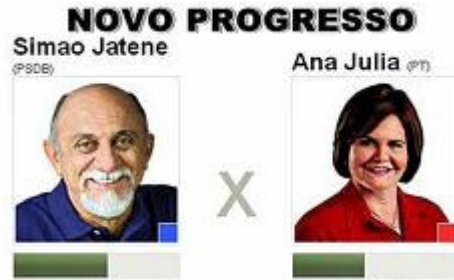 NOVO PROGRESSO
Simao Jatene
(PSDB)
Ana Julia (PT)
X